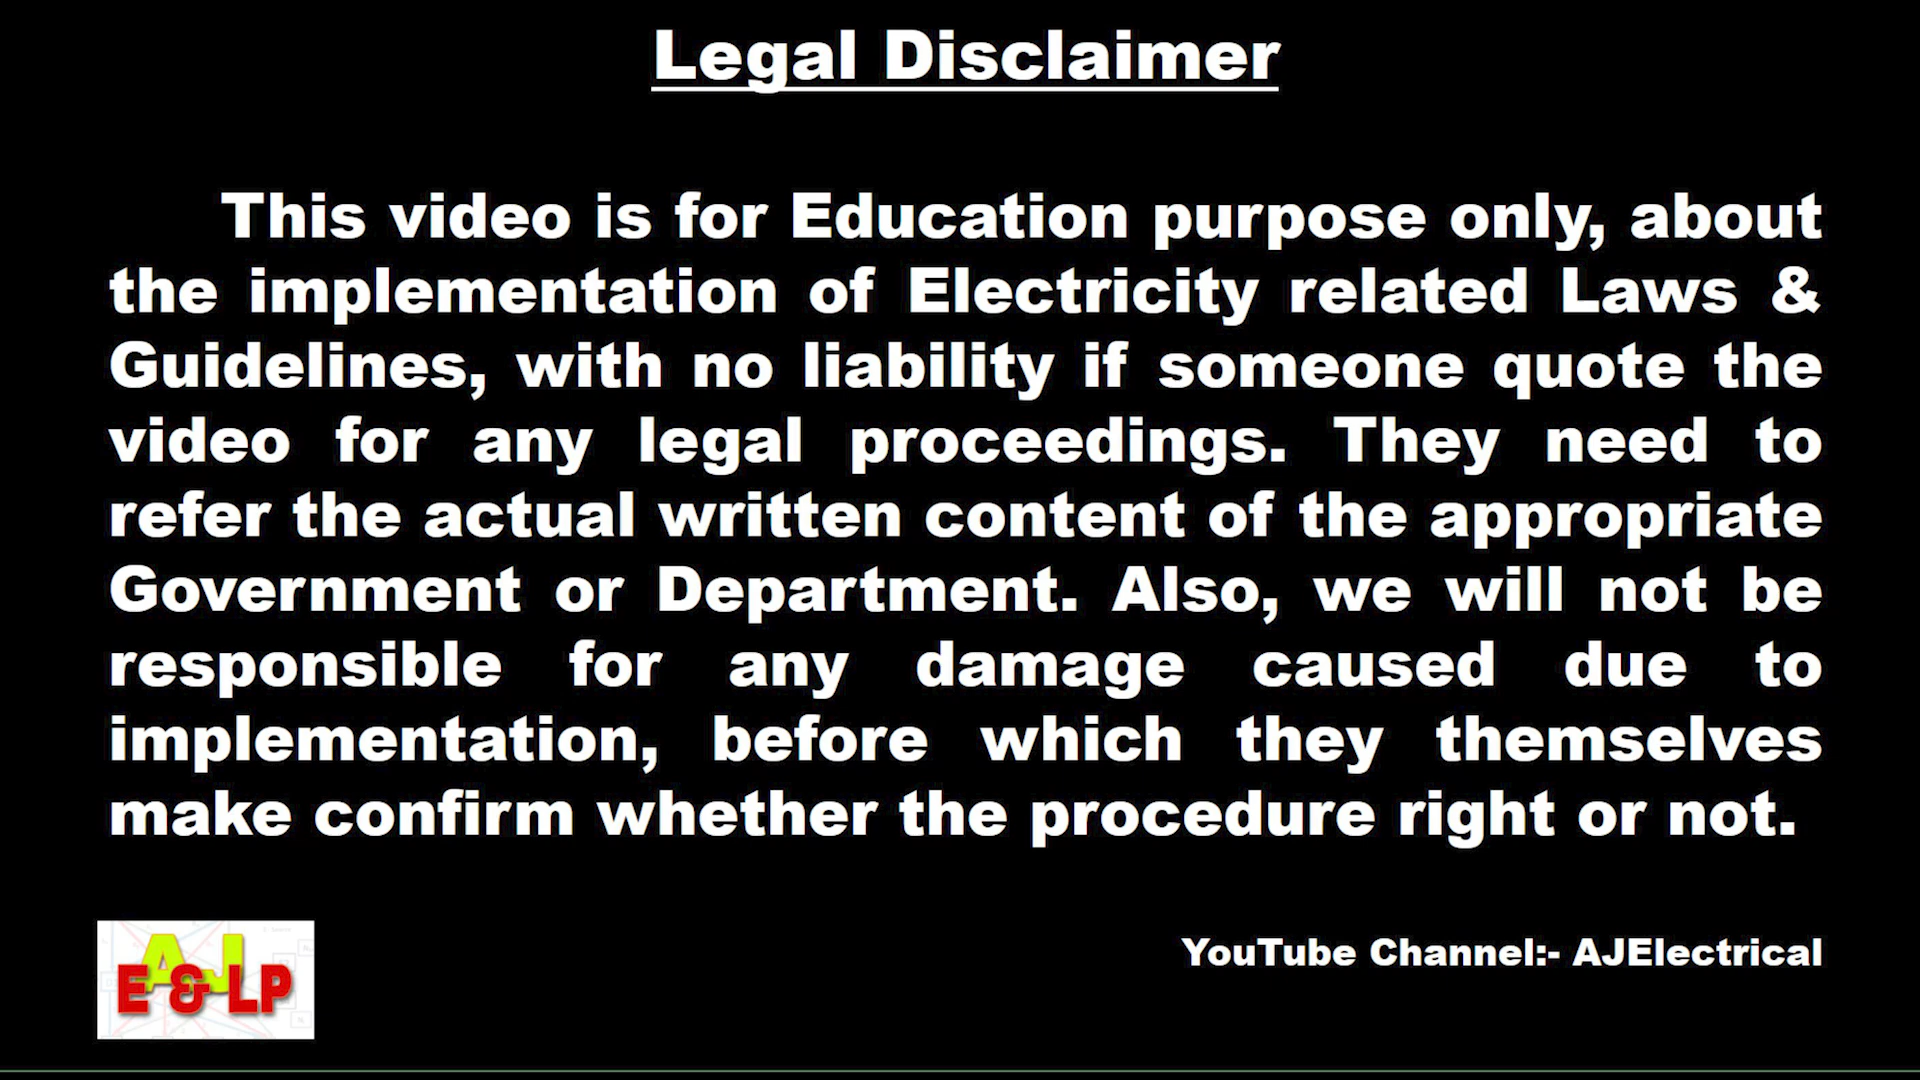 Legal Disclaimer
This video is for Education purpose only, about
the implementation of Electricity related Laws &
Guidelines, with no liability if someone quote the
video for any legal proceedings. They need to
refer the actual written content of the appropriate
Government or Department. Also, we will not be
responsible for any damage caused due to
implementation, before which they themselves
make confirm whether the procedure right or not.
YouTube Channel:- AJElectrical
AJ
E & LP